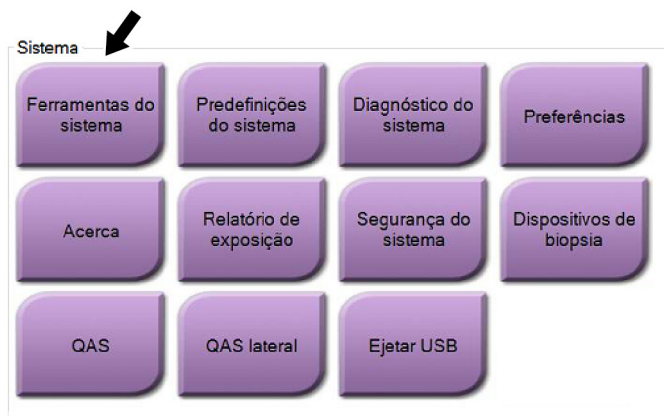 Sistema
Ferramentas do
sistema
Predefinições
do sistema
Diagnóstico do
sistema
Preferências
Acerca
Relatório de
exposição
Segurança do
sistema
Dispositivos de
biopsia
QAS
QAS lateral
Ejetar USB